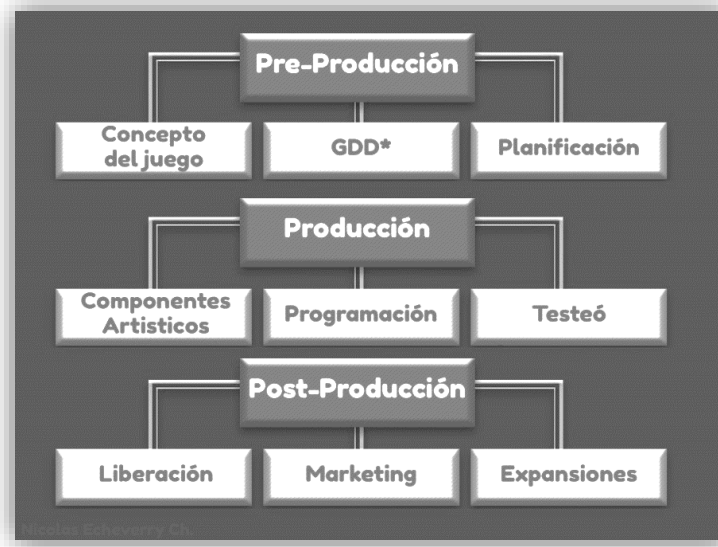 Pre-Producción
Concepto
del juego
GDD*
Planificación
Producción
Componentes
Artisticos
Programación
Testeó
Post-Producción
Liberación
Marketing
Expansiones
Nicolás Echeverry Ch.